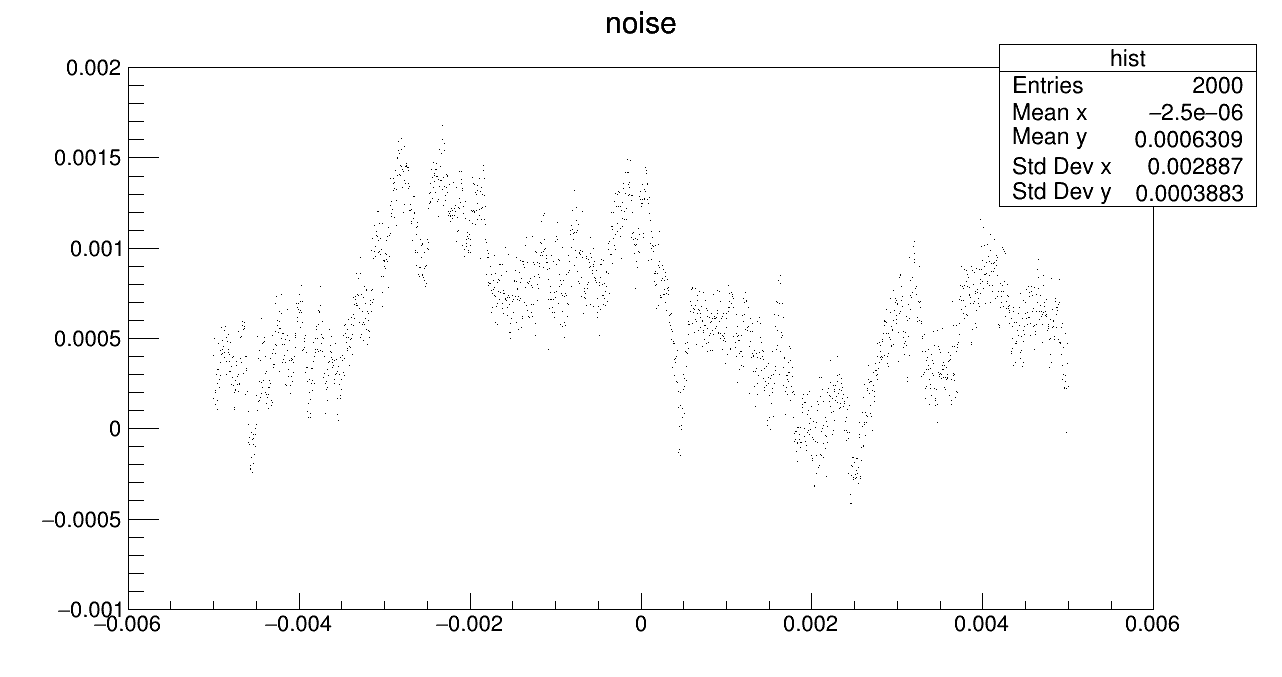 noise
hist
Entries 2000
Mean x −2.5e−06
Mean y 0.0006309
Std Dev x 0.002887
Std Dev y 0.0003883
0.002
0.0015
0.001
0.0005
0
−0.0005
−0.001
−0.006 −0.004 −0.002 0 0.002 0.004 0.006